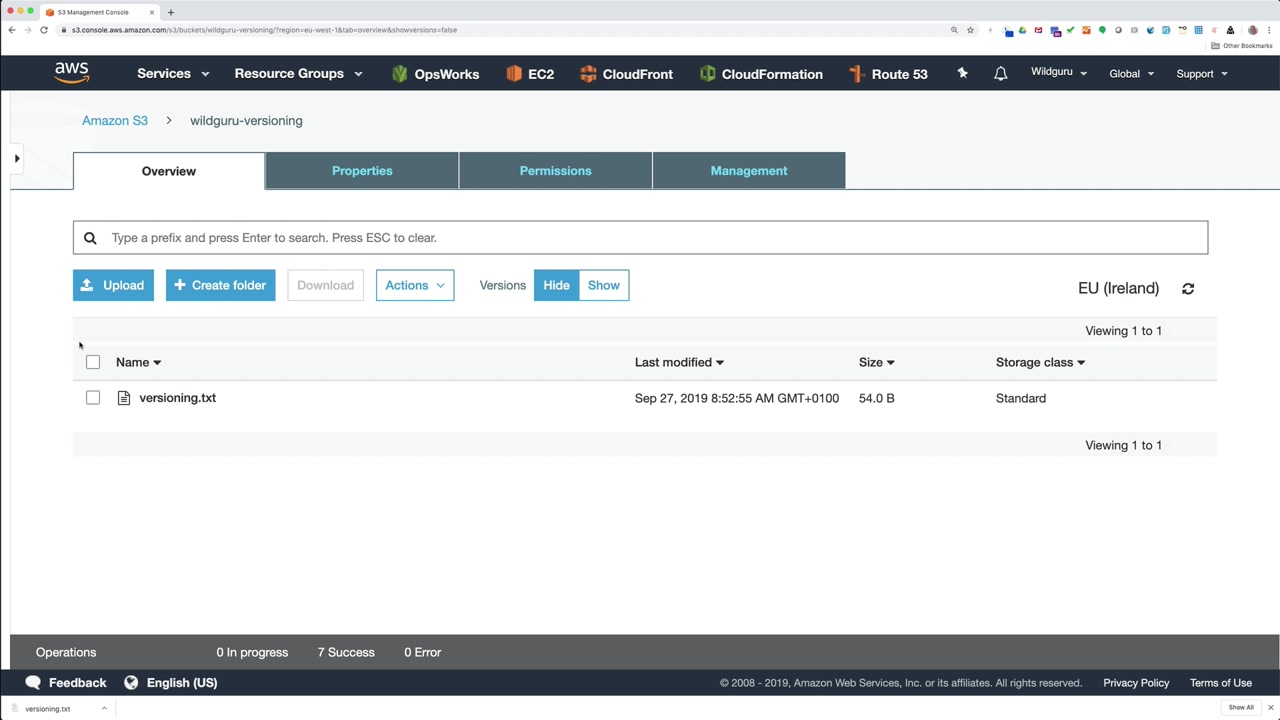 S3 Management Console
s3.console.aws.amazon.com/s3/buckets/wildguru-versioning/?region=eu-west-1&tab=overview&showversions=false
Other Bookmarks
aws
Services
Resource Groups
OpsWorks
EC2
CloudFront
CloudFormation
Route 53
Wildguru
Global
Support
Amazon S3
wildguru-versioning
Overview
Properties
Permissions
Management
Type a prefix and press Enter to search. Press ESC to clear.
Upload
Create folder
Download
Actions
Versions
Hide
Show
EU (Ireland)
Viewing 1 to 1
Name
Last modified
Size
Storage class
versioning.txt
Sep 27, 2019 8:52:55 AM GMT+0100
54.0 B
Standard
Viewing 1 to 1
Operations
0 In progress
7 Success
0 Error
Feedback
English (US)
© 2008 - 2019, Amazon Web Services, Inc. or its affiliates. All rights reserved.
Privacy Policy
Terms of Use
versioning.txt
Show All